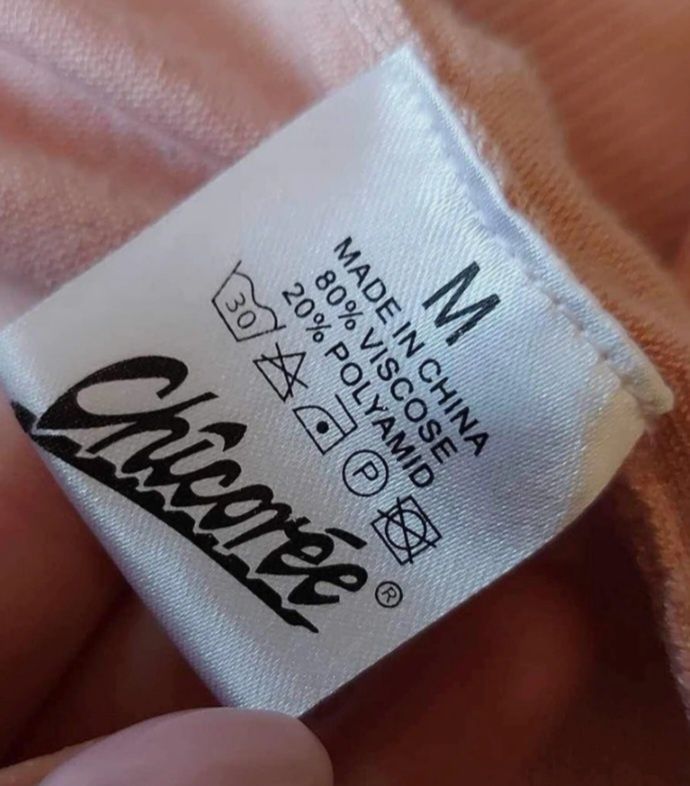 M
MADE IN CHINA
80% VISCOSE
20% POLYAMID
30
P
Chicorée®